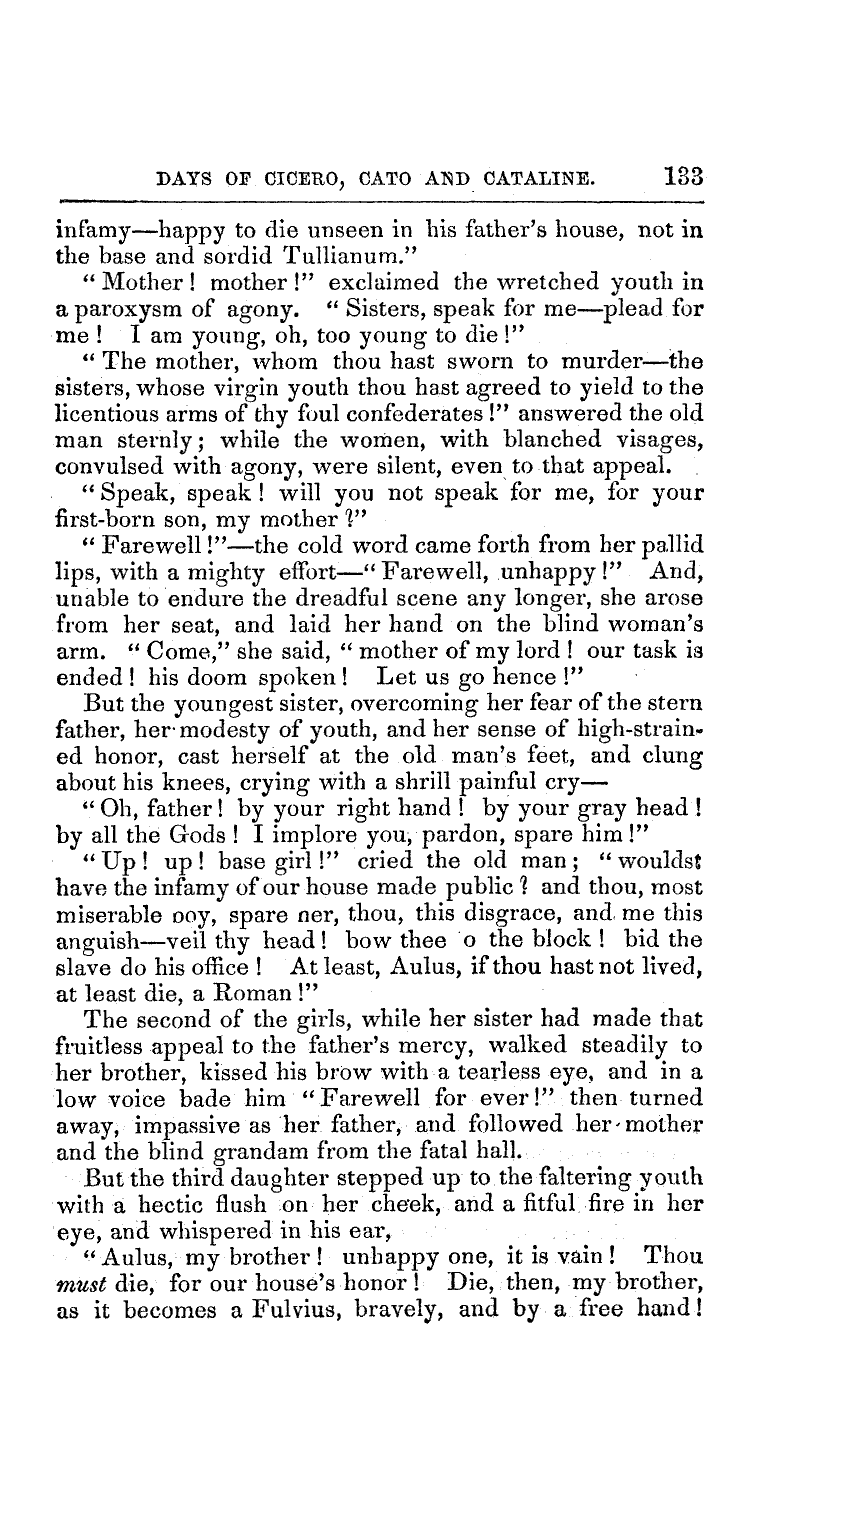 DAYS OF CICERO, CATO AND CATALINE. 133
infamy—happy to die unseen in his father's house, not in
the base and sordid Tullianum."
" Mother ! mother !" exclaimed the wretched youth in
a paroxysm of agony. " Sisters, speak for me—plead for
me ! I am young, oh, too young to die !"
" The mother, whom thou hast sworn to murder—the
sisters, whose virgin youth thou hast agreed to yield to the
licentious arms of thy foul confederates !" answered the old
man sternly ; while the women, with blanched visages,
convulsed with agony, were silent, even to that appeal.
" Speak, speak ! will you not speak for me, for your
first-born son, my mother ?"
" Farewell !"—the cold word came forth from her pallid
lips, with a mighty effort—" Farewell, unhappy !" And,
unable to endure the dreadful scene any longer, she arose
from her seat, and laid her hand on the blind woman's
arm. " Come," she said, " mother of my lord ! our task is
ended ! his doom spoken ! Let us go hence !"
But the youngest sister, overcoming her fear of the stern
father, her modesty of youth, and her sense of high-strain-
ed honor, cast herself at the old man's feet, and clung
about his knees, crying with a shrill painful cry—
" Oh, father ! by your right hand ! by your gray head !
by all the Gods ! I implore you, pardon, spare him !"
" Up ! up ! base girl !" cried the old man ; " wouldst
have the infamy of our house made public ? and thou, most
miserable ooy, spare ner, thou, this disgrace, and me this
anguish—veil thy head ! bow thee o the block ! bid the
slave do his office ! At least, Aulus, if thou hast not lived,
at least die, a Roman !"
The second of the girls, while her sister had made that
fruitless appeal to the father's mercy, walked steadily to
her brother, kissed his brow with a tearless eye, and in a
low voice bade him " Farewell for ever !" then turned
away, impassive as her father, and followed her mother
and the blind grandam from the fatal hall.
But the third daughter stepped up to the faltering youth
with a hectic flush on her cheek, and a fitful fire in her
eye, and whispered in his ear,
" Aulus, my brother ! unhappy one, it is vain ! Thou
must die, for our house's honor ! Die, then, my brother,
as it becomes a Fulvius, bravely, and by a free hand !